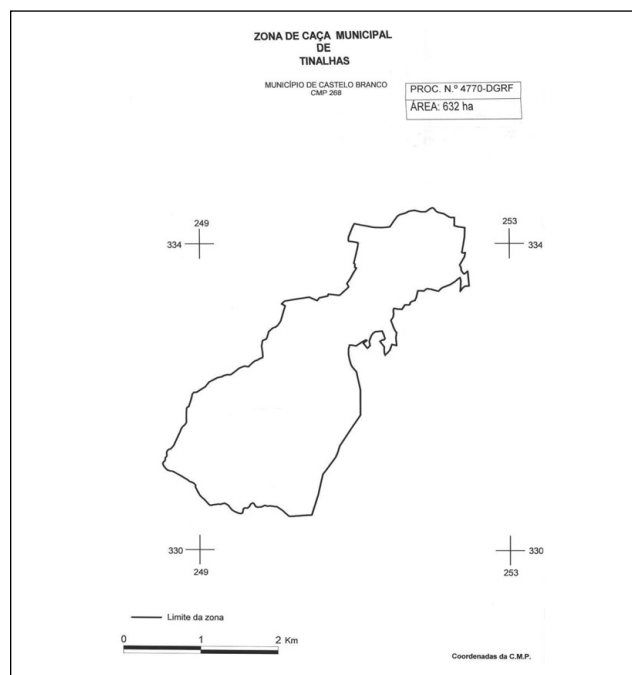 ZONA DE CAÇA MUNICIPAL
DE
TINALHAS
MUNICÍPIO DE CASTELO BRANCO
CMP 268
PROC. N.º 4770-DGRF
ÁREA: 632 ha
249
334
253
334
330
249
330
253
Limite da zona
0 1 2 Km
Coordenadas da C.M.P.